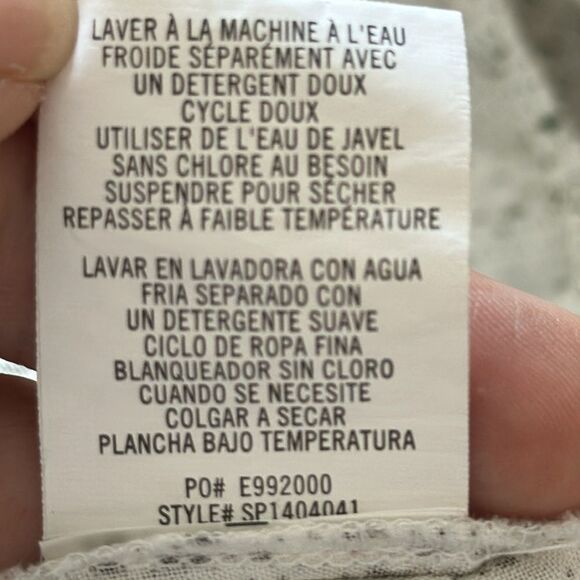 LAVER À LA MACHINE À L'EAU
FROIDE SÉPARÉMENT AVEC
UN DETERGENT DOUX
CYCLE DOUX
UTILISER DE L'EAU DE JAVEL
SANS CHLORE AU BESOIN
SUSPENDRE POUR SÉCHER
REPASSER À FAIBLE TEMPÉRATURE
LAVAR EN LAVADORA CON AGUA
FRIA SEPARADO CON
UN DETERGENTE SUAVE
CICLO DE ROPA FINA
BLANQUEADOR SIN CLORO
CUANDO SE NECESITE
COLGAR A SECAR
PLANCHA BAJO TEMPERATURA
PO# E992000
STYLE# SP1404041